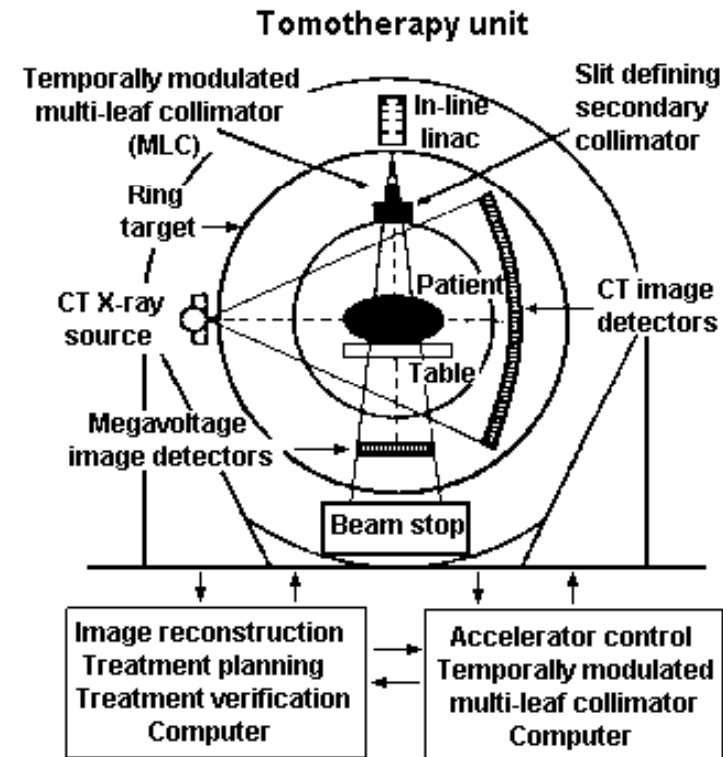 Tomotherapy unit
Temporally modulated
multi-leaf collimator
(MLC)
In-line
linac
Slit defining
secondary
collimator
Ring
target
Patient
CT X-ray
source
CT image
detectors
Table
Megavoltage
image detectors
Beam stop
Image reconstruction
Treatment planning
Treatment verification
Computer
Accelerator control
Temporally modulated
multi-leaf collimator
Computer